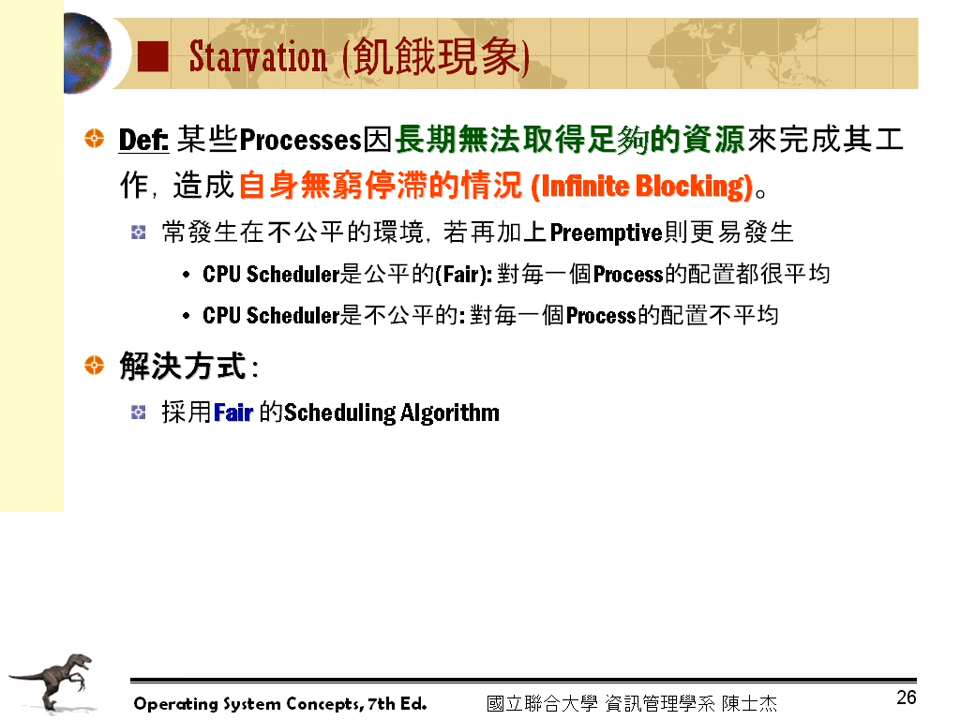 Starvation (飢餓現象)
Def: 某些Processes因長期無法取得足夠的資源來完成其工
作, 造成自身無窮停滯的情況 (Infinite Blocking)。
常發生在不公平的環境, 若再加上Preemptive則更易發生
• CPU Scheduler是公平的(Fair): 對每一個Process的配置都很平均
• CPU Scheduler是不公平的: 對每一個Process的配置不平均
解決方式:
採用Fair 的Scheduling Algorithm
Operating System Concepts, 7th Ed. 國立聯合大學 資訊管理學系 陳士杰 26